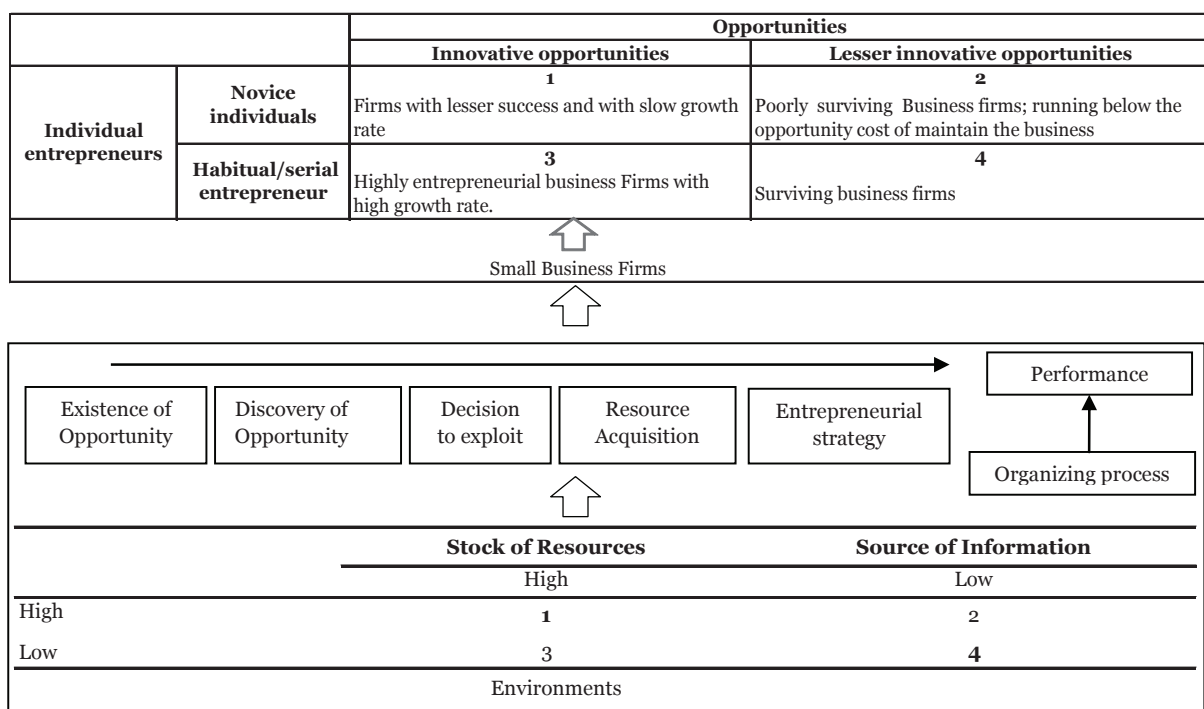 Opportunities
Innovative opportunities
Lesser innovative opportunities
Individual
entrepreneurs
Novice
individuals
1
Firms with lesser success and with slow growth
rate
2
Poorly surviving Business firms; running below the
opportunity cost of maintain the business
Habitual/serial
entrepreneur
3
Highly entrepreneurial business Firms with
high growth rate.
4
Surviving business firms
Small Business Firms
Existence of
Opportunity
Discovery of
Opportunity
Decision
to exploit
Resource
Acquisition
Entrepreneurial
strategy
Performance
Organizing process
Stock of Resources
Source of Information
High
Low
High
1
2
Low
3
4
Environments